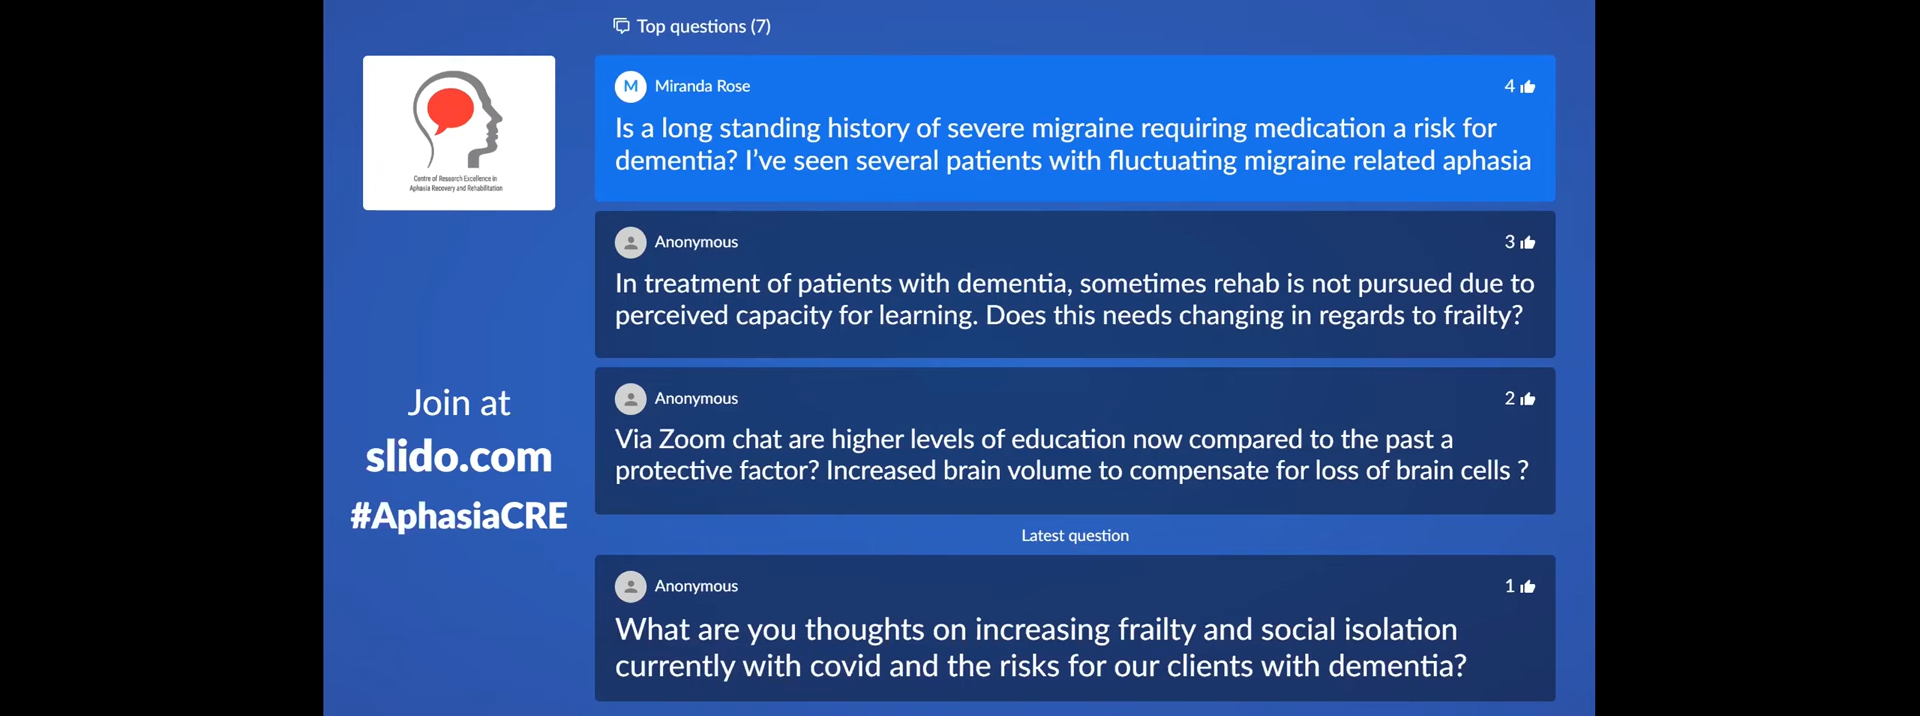 Top questions (7)
Centre of Research Excellence in
Aphasia Recovery and Rehabilitation
Join at
slido.com
#AphasiaCRE
M Miranda Rose 4
Is a long standing history of severe migraine requiring medication a risk for
dementia? I’ve seen several patients with fluctuating migraine related aphasia
Anonymous 3
In treatment of patients with dementia, sometimes rehab is not pursued due to
perceived capacity for learning. Does this needs changing in regards to frailty?
Anonymous 2
Via Zoom chat are higher levels of education now compared to the past a
protective factor? Increased brain volume to compensate for loss of brain cells ?
Latest question
Anonymous 1
What are you thoughts on increasing frailty and social isolation
currently with covid and the risks for our clients with dementia?